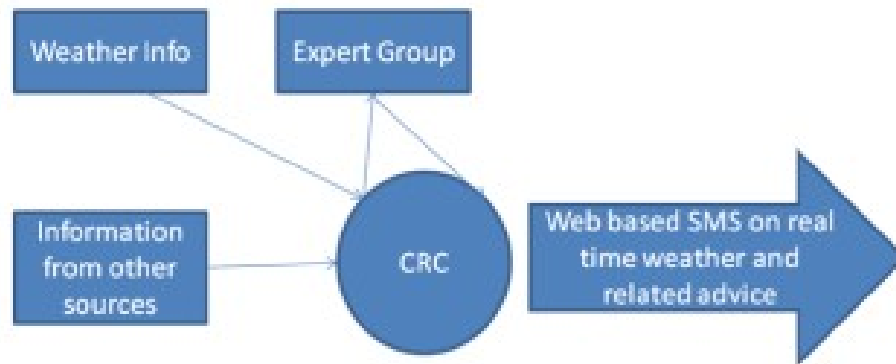 Weather Info
Expert Group
Information
from other
sources
CRC
Web based SMS on real
time weather and
related advice